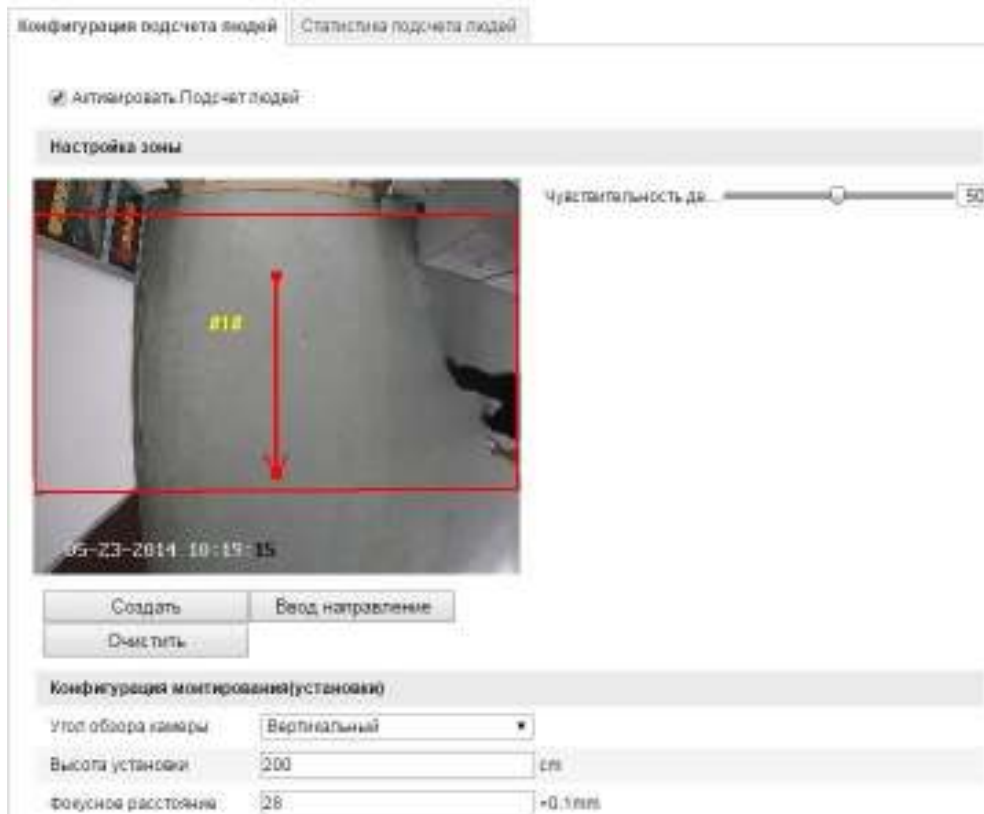 Конфигурация подсчета людей
Статистика подсчета людей
Активировать Подсчет людей
Настройка зоны
Чувствительность де...
50
#1#
05-23-2014 10:19:15
Создать
Ввод направление
Очистить
Конфигурация монтирования(установки)
Угол обзора камеры
Вертикальный
Высота установки
200
cm
Фокусное расстояние
28
*0.1mm